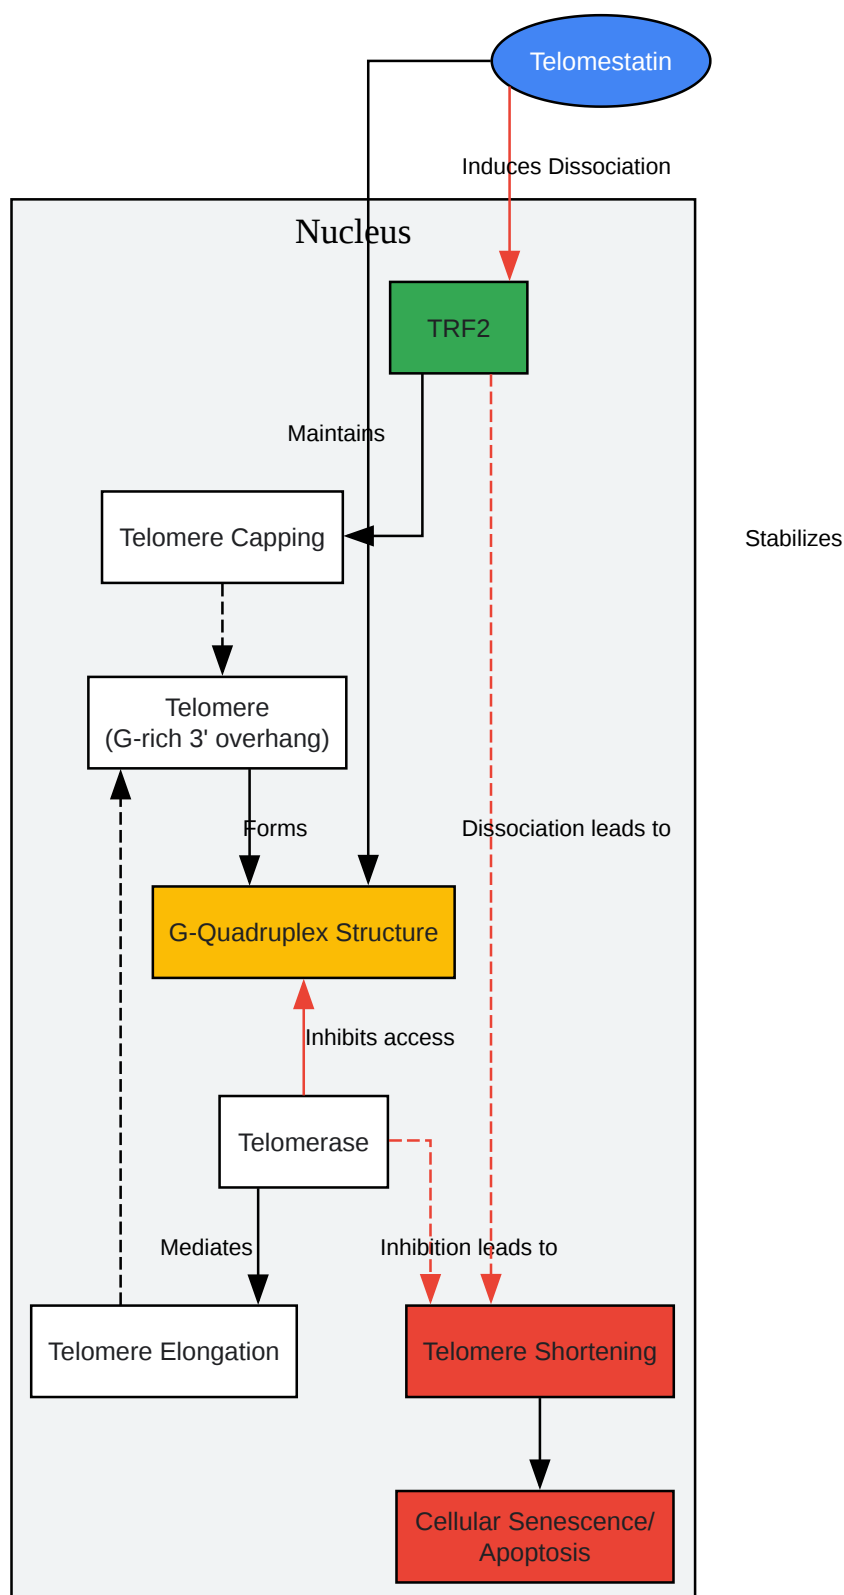 Telomestatin
Induces Dissociation
Nucleus
TRF2
Maintains
Telomere Capping
Stabilizes
Telomere
(G-rich 3' overhang)
Forms
Dissociation leads to
G-Quadruplex Structure
Inhibits access
Telomerase
Mediates
Inhibition leads to
Telomere Elongation
Telomere Shortening
Cellular Senescence/
Apoptosis